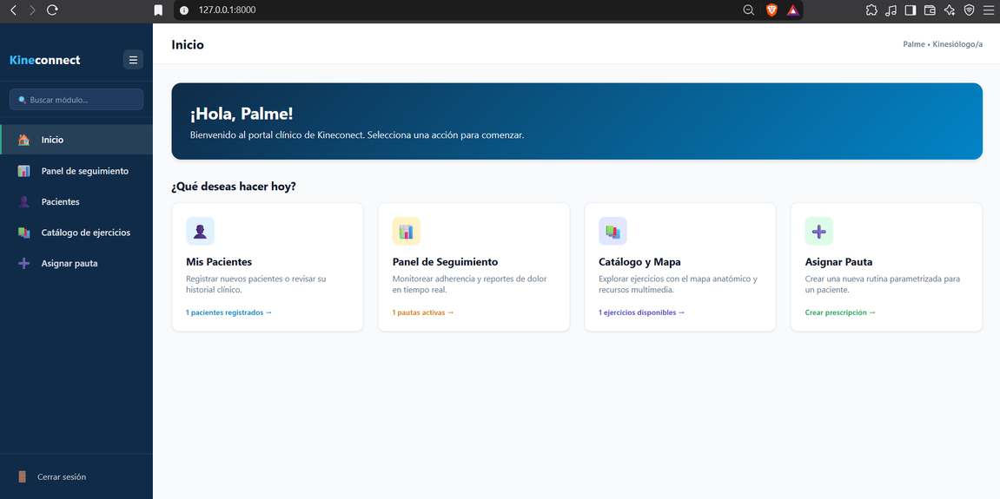 127.0.0.1:8000
Kineconnect
Buscar módulo...
Inicio
Panel de seguimiento
Pacientes
Catálogo de ejercicios
Asignar pauta
Cerrar sesión
Inicio
Palme • Kinesiólogo/a
¡Hola, Palme!
Bienvenido al portal clínico de Kineconect. Selecciona una acción para comenzar.
¿Qué deseas hacer hoy?
Mis Pacientes
Registrar nuevos pacientes o revisar su
historial clínico.
1 pacientes registrados →
Panel de Seguimiento
Monitorear adherencia y reportes de dolor
en tiempo real.
1 pautas activas →
Catálogo y Mapa
Explorar ejercicios con el mapa anatómico y
recursos multimedia.
1 ejercicios disponibles →
Asignar Pauta
Crear una nueva rutina parametrizada para
un paciente.
Crear prescripción →